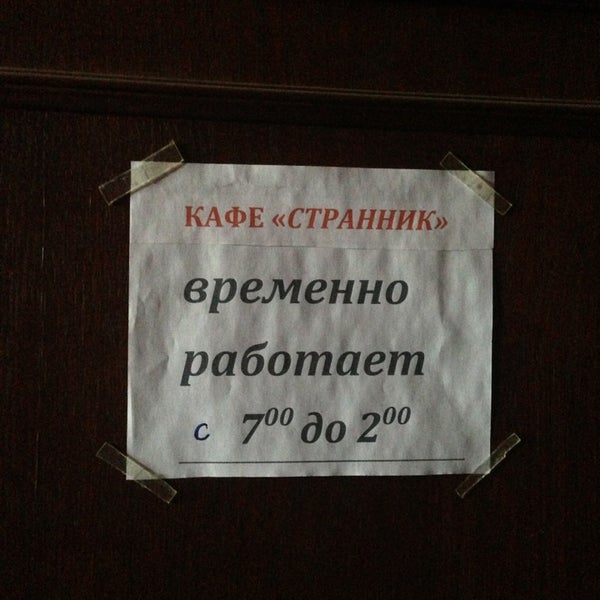 КАФЕ «СТРАННИК»
временно
работает
с 7⁰⁰ до 2⁰⁰